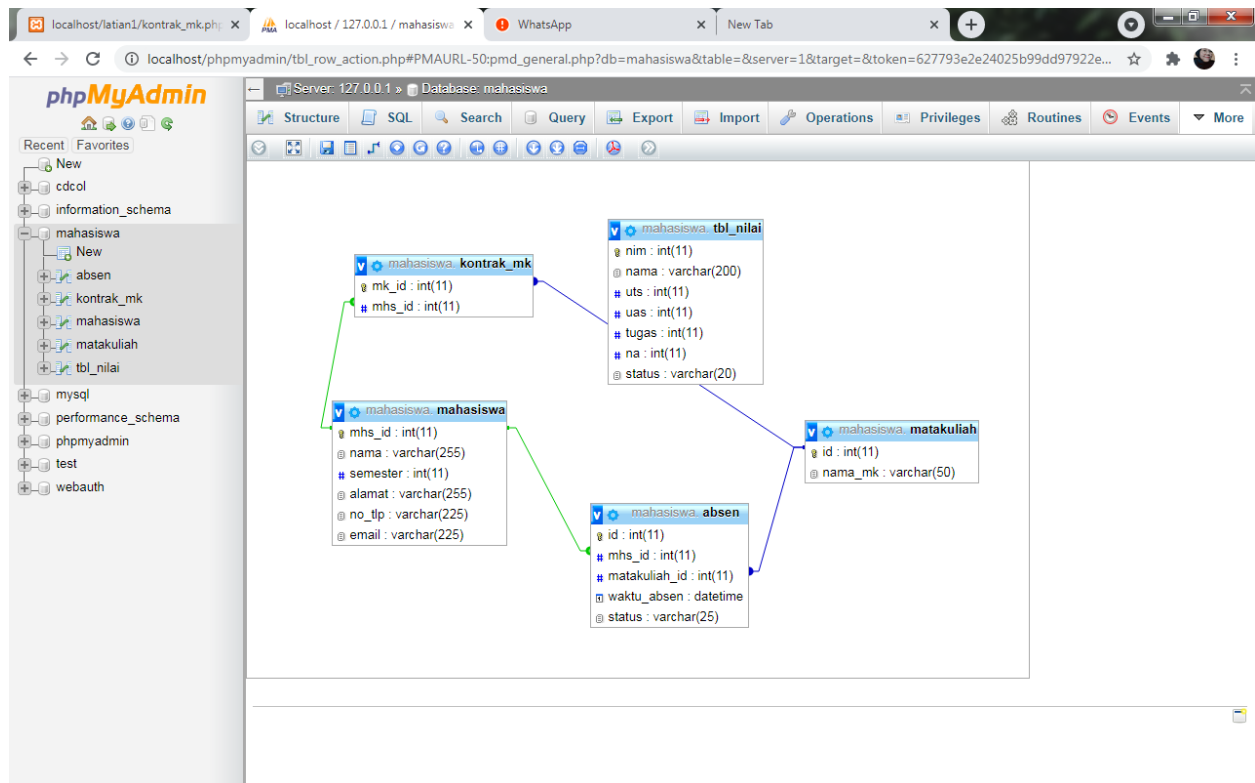 localhost/latian1/kontrak_mk.php
localhost / 127.0.0.1 / mahasiswa
WhatsApp
New Tab
localhost/phpmyadmin/tbl_row_action.php#PMAURL-50:pmd_general.php?db=mahasiswa&table=&server=1&target=&token=627793e2e24025b99dd97922e...
phpMyAdmin
Recent Favorites
New
cdcol
information_schema
mahasiswa
New
absen
kontrak_mk
mahasiswa
matakuliah
tbl_nilai
mysql
performance_schema
phpmyadmin
test
webauth
Server: 127.0.0.1 » Database: mahasiswa
Structure SQL Search Query Export Import Operations Privileges Routines Events More
mahasiswa. kontrak_mk
mk_id : int(11)
mhs_id : int(11)
mahasiswa. tbl_nilai
nim : int(11)
nama : varchar(200)
uts : int(11)
uas : int(11)
tugas : int(11)
na : int(11)
status : varchar(20)
mahasiswa. mahasiswa
mhs_id : int(11)
nama : varchar(255)
semester : int(11)
alamat : varchar(255)
no_tlp : varchar(225)
email : varchar(225)
mahasiswa. matakuliah
id : int(11)
nama_mk : varchar(50)
mahasiswa. absen
id : int(11)
mhs_id : int(11)
matakuliah_id : int(11)
waktu_absen : datetime
status : varchar(25)